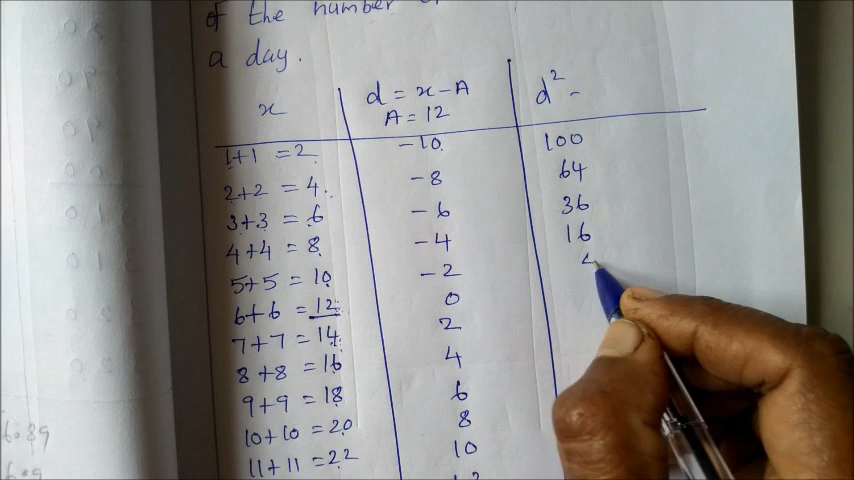 of the number
a day.
x | d = x - A | d² -
A = 12
1+1 = 2 | -10 | 100
2+2 = 4 | -8 | 64
3+3 = 6 | -6 | 36
4+4 = 8 | -4 | 16
5+5 = 10 | -2 | 4
6+6 = 12 | 0
7+7 = 14 | 2
8+8 = 16 | 4
9+9 = 18 | 6
10+10 = 20 | 8
11+11 = 22 | 10